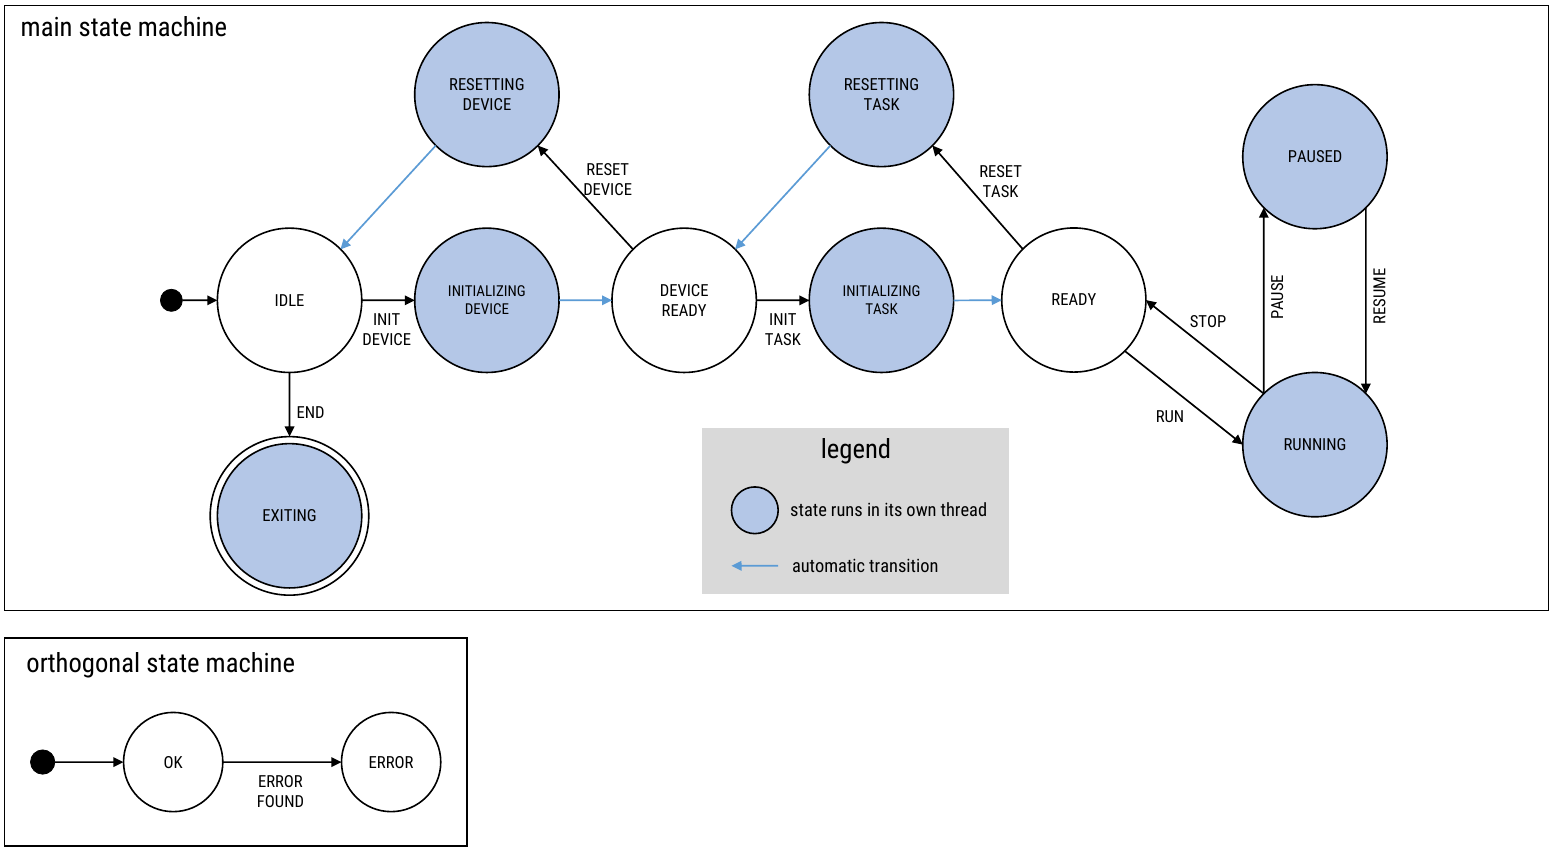 main state machine
RESETTING
DEVICE
RESETTING
TASK
PAUSED
RESET
DEVICE
RESET
TASK
IDLE
INIT
DEVICE
INITIALIZING
DEVICE
DEVICE
READY
INIT
TASK
INITIALIZING
TASK
READY
STOP
RUN
PAUSE
RESUME
RUNNING
END
EXITING
legend
state runs in its own thread
automatic transition
orthogonal state machine
OK
ERROR
FOUND
ERROR